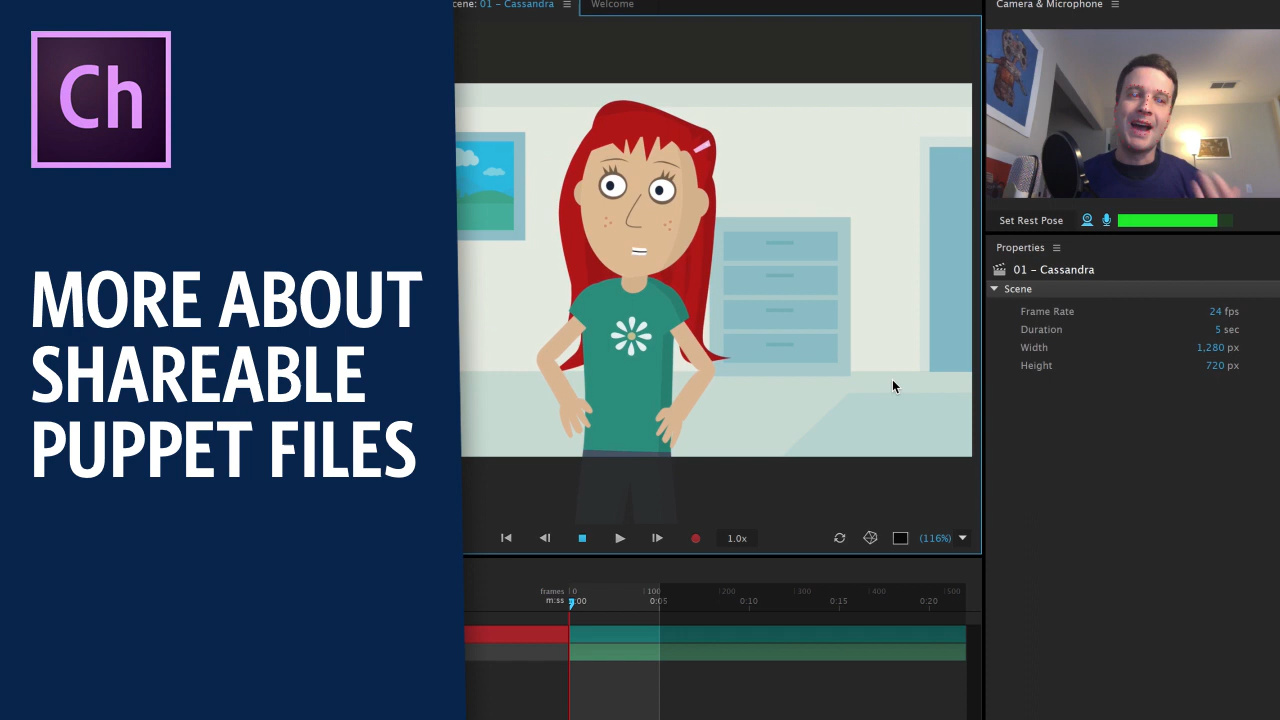 Ch
MORE ABOUT
SHAREABLE
PUPPET FILES
cene: 01 – Cassandra
Welcome
Camera & Microphone
Set Rest Pose
Properties
01 – Cassandra
Scene
Frame Rate 24 fps
Duration 5 sec
Width 1,280 px
Height 720 px
1.0x
(116%)
frames 0 100 200 300 400 500
m:ss 0:00 0:05 0:10 0:15 0:20